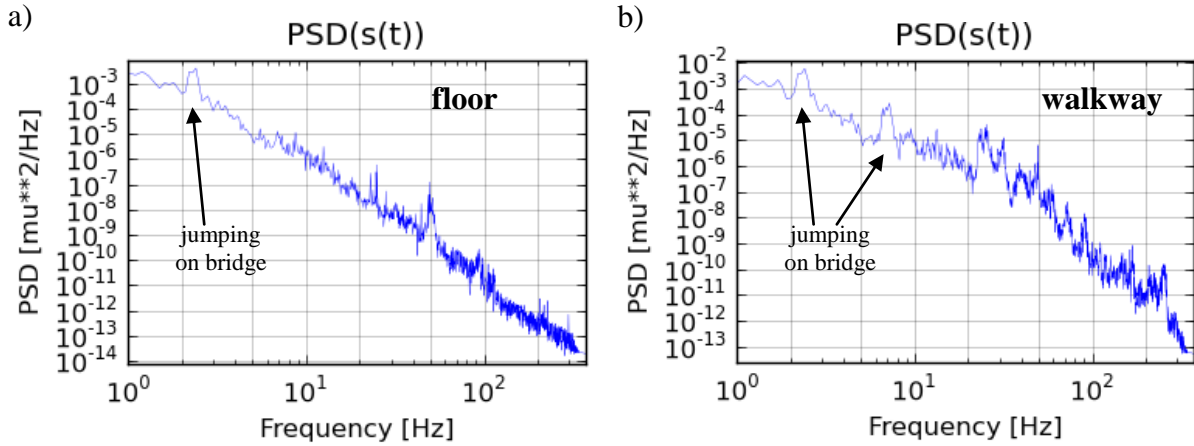 a)
PSD(s(t))
PSD [mu**2/Hz]
10^-3
10^-4
10^-5
10^-6
10^-7
10^-8
10^-9
10^-10
10^-11
10^-12
10^-13
10^-14
floor
jumping
on bridge
10^0
10^1
10^2
Frequency [Hz]
b)
PSD(s(t))
PSD [mu**2/Hz]
10^-2
10^-3
10^-4
10^-5
10^-6
10^-7
10^-8
10^-9
10^-10
10^-11
10^-12
10^-13
walkway
jumping
on bridge
10^0
10^1
10^2
Frequency [Hz]